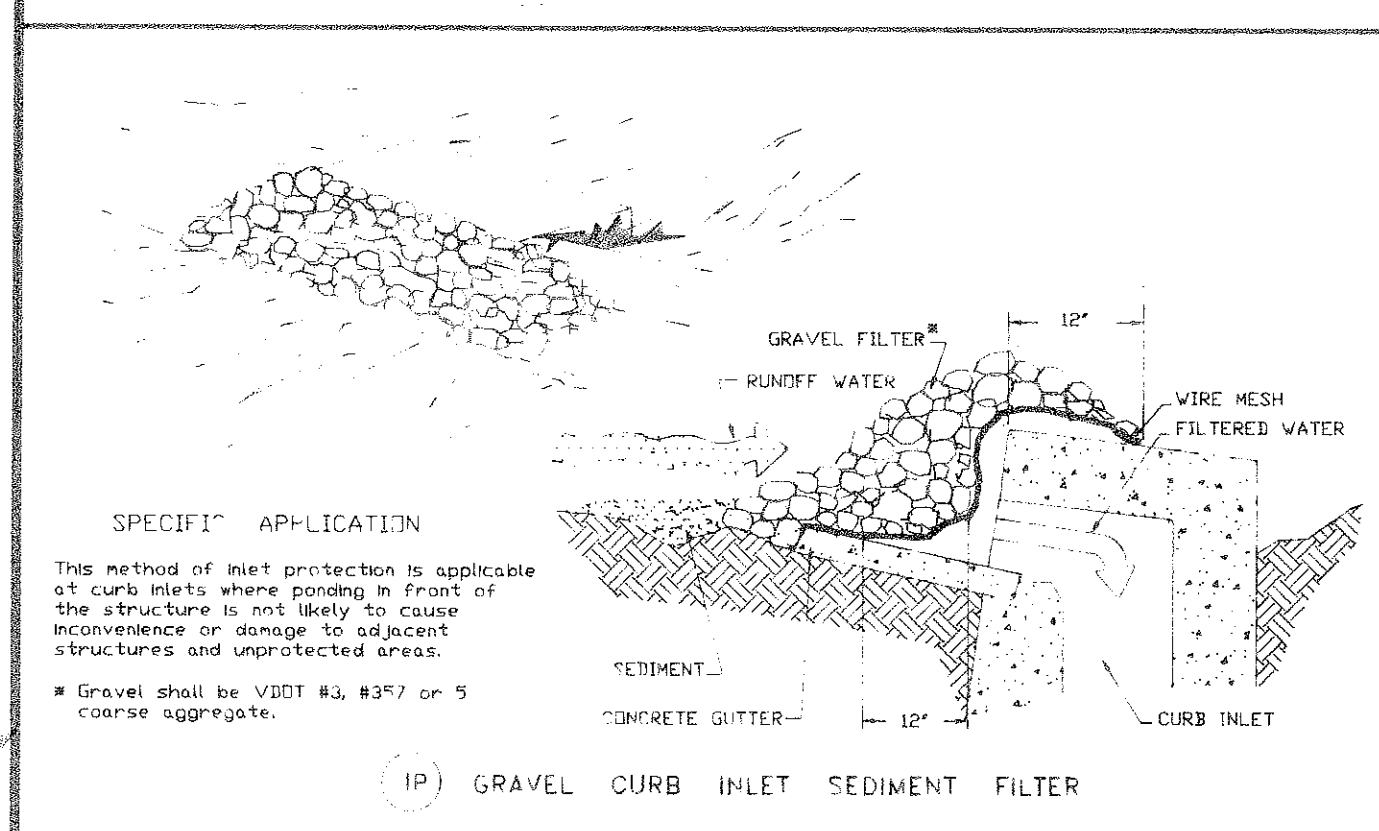 12"
GRAVEL FILTER*
RUNOFF WATER
WIRE MESH
FILTERED WATER
SPECIFIC APPLICATION
This method of inlet protection is applicable
at curb inlets where ponding in front of
the structure is not likely to cause
inconvenience or damage to adjacent
structures and unprotected areas.
* Gravel shall be VDOT #3, #357 or 5
coarse aggregate.
SEDIMENT
CONCRETE GUTTER
12"
CURB INLET
IP GRAVEL CURB INLET SEDIMENT FILTER